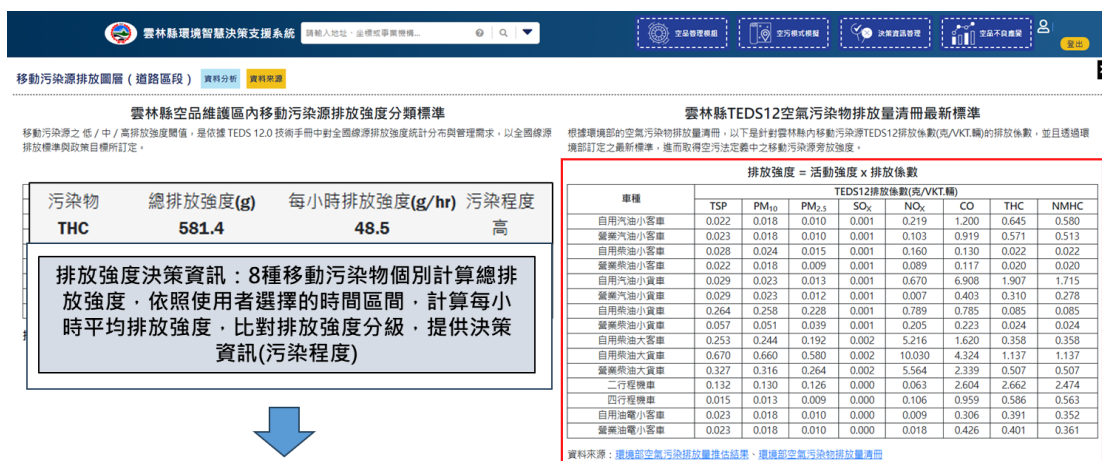 雲林縣環境智慧決策支援系統
請輸入地址、坐標或事業機構...
空品管理模組
空污模式模擬
決策資訊管理
空品不良應變
登出
移動污染源排放圖層（道路區段）
資料分析
資料來源
雲林縣空品維護區內移動污染源排放強度分類標準
移動污染源之 低 / 中 / 高排放強度閾值，是依據 TEDS 12.0 技術手冊中對全國線源排放強度統計分布與管理需求，以全國線源
排放標準與政策目標所訂定。
污染物 總排放強度(g) 每小時排放強度(g/hr) 污染程度
THC 581.4 48.5 高
排放強度決策資訊：8種移動污染物個別計算總排
放強度，依照使用者選擇的時間區間，計算每小
時平均排放強度，比對排放強度分級，提供決策
資訊(污染程度)
雲林縣TEDS12空氣污染物排放量清冊最新標準
根據環境部的空氣污染物排放量清冊，以下是針對雲林縣內移動污染源TEDS12排放係數(克/VKT.輛)的排放係數，並且透過環
境部訂定之最新標準，進而取得空污法定義中之移動污染源旁放強度。
排放強度 = 活動強度 x 排放係數
車種 TEDS12排放係數(克/VKT.輛)
TSP PM10 PM2.5 SOX NOX CO THC NMHC
自用汽油小客車 0.022 0.018 0.010 0.001 0.219 1.200 0.645 0.580
營業汽油小客車 0.023 0.018 0.010 0.001 0.103 0.919 0.571 0.513
自用柴油小客車 0.028 0.024 0.015 0.001 0.160 0.130 0.022 0.022
營業柴油小客車 0.022 0.018 0.009 0.001 0.089 0.117 0.020 0.020
自用汽油小貨車 0.029 0.023 0.013 0.001 0.670 6.908 1.907 1.715
營業汽油小貨車 0.029 0.023 0.012 0.001 0.007 0.403 0.310 0.278
自用柴油小貨車 0.264 0.258 0.228 0.001 0.789 0.785 0.085 0.085
營業柴油小貨車 0.057 0.051 0.039 0.001 0.205 0.223 0.024 0.024
自用柴油大客車 0.253 0.244 0.192 0.002 5.216 1.620 0.358 0.358
自用柴油大貨車 0.670 0.660 0.580 0.002 10.030 4.324 1.137 1.137
營業柴油大貨車 0.327 0.316 0.264 0.002 5.564 2.339 0.507 0.507
二行程機車 0.132 0.130 0.126 0.000 0.063 2.604 2.662 2.474
四行程機車 0.015 0.013 0.009 0.000 0.106 0.959 0.586 0.563
自用油電小客車 0.023 0.018 0.010 0.000 0.009 0.306 0.391 0.352
營業油電小客車 0.023 0.018 0.010 0.000 0.018 0.426 0.401 0.361
資料來源：環境部空氣污染排放量推估結果、環境部空氣污染物排放量清冊